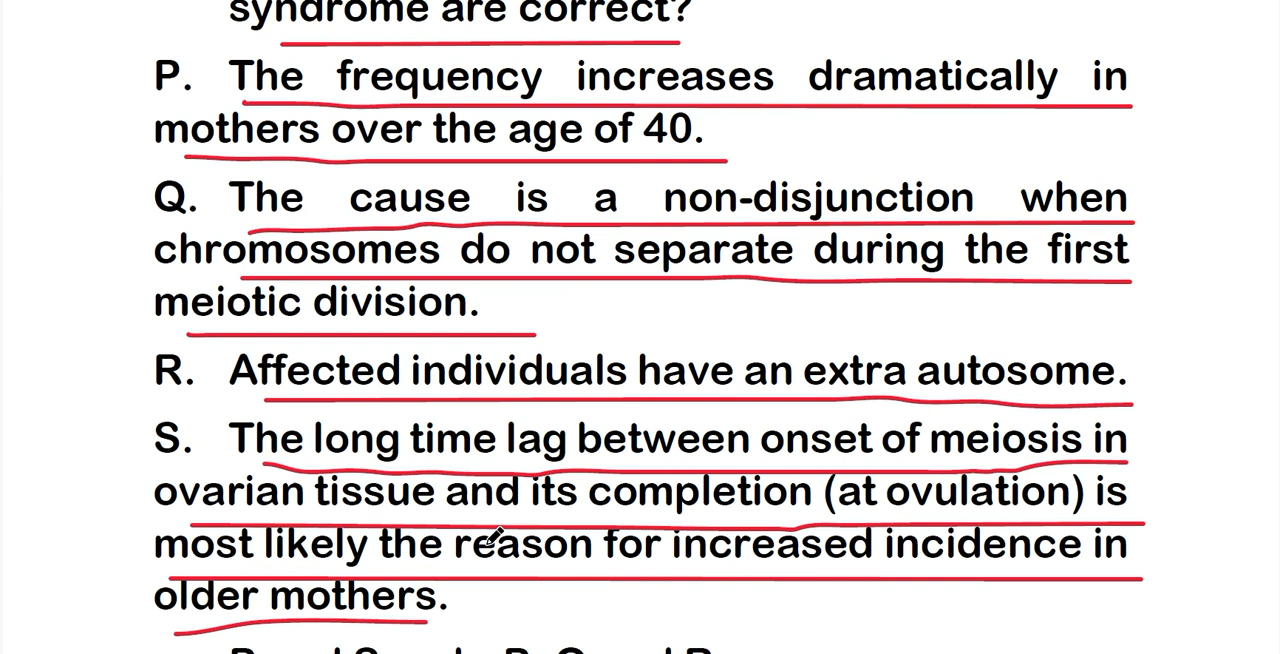 syndrome are correct?
P. The frequency increases dramatically in
mothers over the age of 40.
Q. The cause is a non-disjunction when
chromosomes do not separate during the first
meiotic division.
R. Affected individuals have an extra autosome.
S. The long time lag between onset of meiosis in
ovarian tissue and its completion (at ovulation) is
most likely the reason for increased incidence in
older mothers.